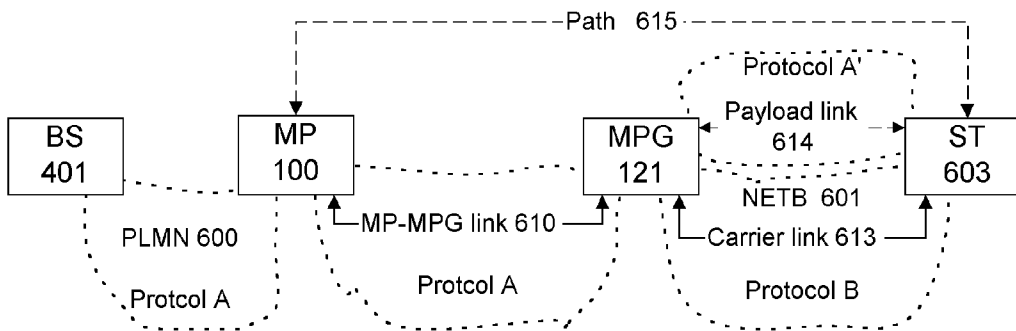 Path 615
Protocol A'
BS
401
MP
100
MPG
121
Payload link
614
ST
603
NETB 601
PLMN 600
MP-MPG link 610
Carrier link 613
Protcol A
Protcol A
Protocol B